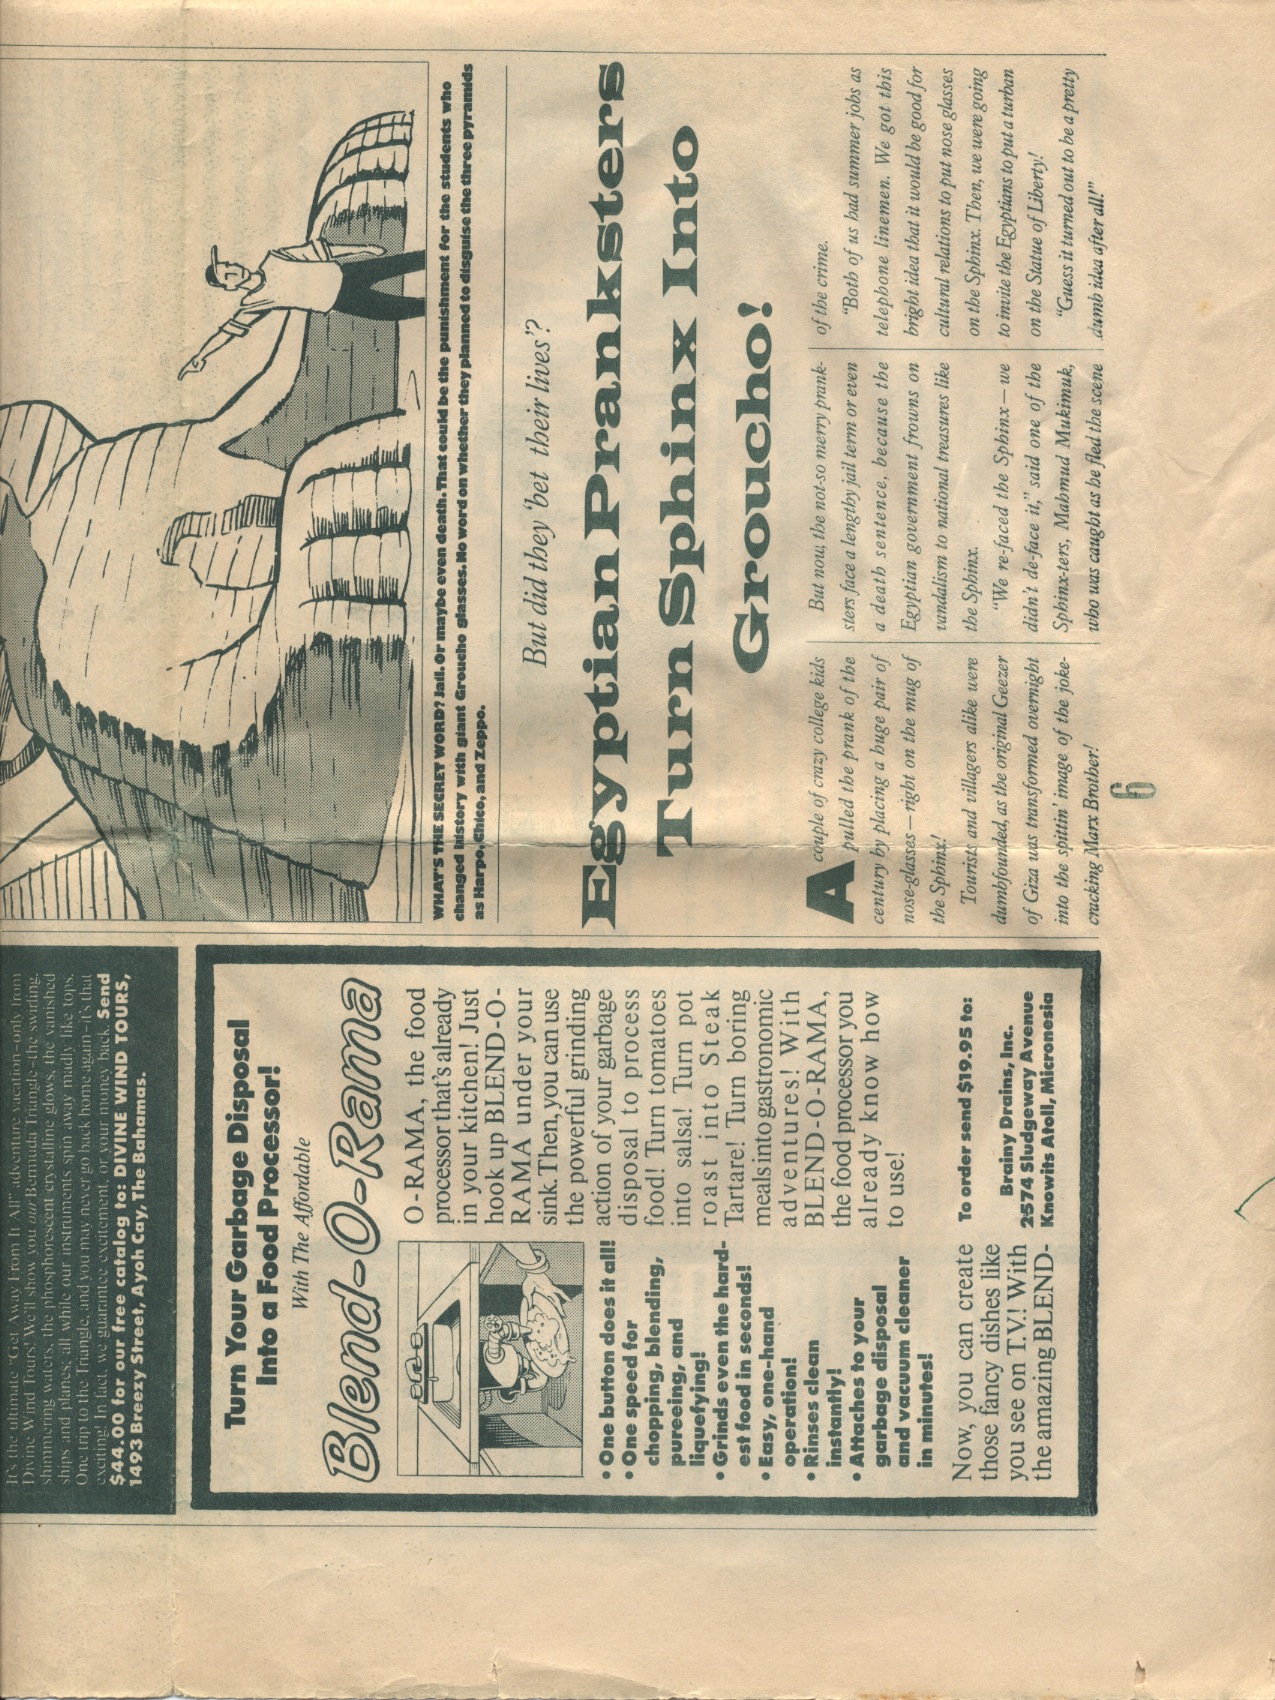 It's the ultimate "Get Away From It All" adventure vacation—only from
Divine Wind Tours! We'll show you our Bermuda Triangle—the swirling,
shimmering waters, the phosphorescent crystalline glows, the vanished
ships and planes; all while our instruments spin away madly like tops.
One trip to the Triangle, and you may never go back home again—it's that
exciting. In fact, we guarantee excitement, or your money back. Send
$44.00 for our free catalog to: DIVINE WIND TOURS,
1493 Breezy Street, Ayoh Cay, The Bahamas.
Turn Your Garbage Disposal
Into a Food Processor!
With The Affordable
Blend-O-Rama
• One button does it all!
• One speed for
chopping, blending,
pureeing, and
liquefying!
• Grinds even the hard-
est food in seconds!
• Easy, one-hand
operation!
• Rinses clean
instantly!
• Attaches to your
garbage disposal
and vacuum cleaner
in minutes!
Now, you can create
those fancy dishes like
you see on T.V.! With
the amazing BLEND-
O-RAMA, the food
processor that's already
in your kitchen! Just
hook up BLEND-O-
RAMA under your
sink. Then, you can use
the powerful grinding
action of your garbage
disposal to process
food! Turn tomatoes
into salsa! Turn pot
roast into Steak
Tartare! Turn boring
meals into gastronomic
adventures! With
BLEND-O-RAMA,
the food processor you
already know how
to use!
To order send $19.95 to:
Brainy Drains, Inc.
2574 Sludgeway Avenue
Knowits Atoll, Micronesia
WHAT'S THE SECRET WORD? Jail. Or maybe even death. That could be the punishment for the students who
changed history with giant Groucho glasses. No word on whether they planned to disguise the three pyramids
as Harpo, Chico, and Zeppo.
But did they 'bet their lives'?
Egyptian Pranksters
Turn Sphinx Into
Groucho!
A couple of crazy college kids
pulled the prank of the
century by placing a huge pair of
nose-glasses—right on the mug of
the Sphinx!
Tourists and villagers alike were
dumbfounded, as the original Geezer
of Giza was transformed overnight
into the spittin' image of the joke-
cracking Marx Brother!
But now, the not-so merry prank-
sters face a lengthy jail term or even
a death sentence, because the
Egyptian government frowns on
vandalism to national treasures like
the Sphinx.
"We re-faced the Sphinx—we
didn't de-face it," said one of the
Sphinx-ters, Mahmud Mukimuk,
who was caught as he fled the scene
of the crime.
"Both of us had summer jobs as
telephone linemen. We got this
bright idea that it would be good for
cultural relations to put nose glasses
on the Sphinx. Then, we were going
to invite the Egyptians to put a turban
on the Statue of Liberty!
"Guess it turned out to be a pretty
dumb idea after all!"
6